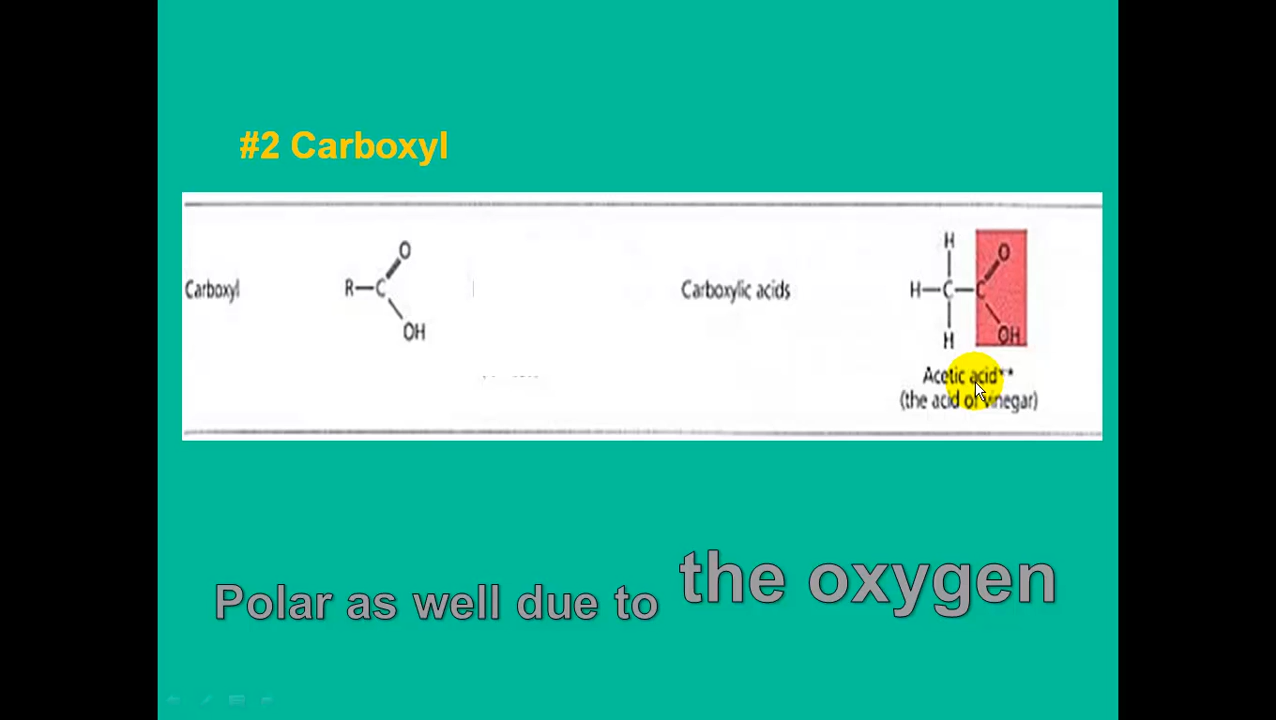 #2 Carboxyl
Carboxyl
R—C
O
OH
Carboxylic acids
H
H—C—C
O
OH
H
Acetic acid**
(the acid of vinegar)
Polar as well due to the oxygen